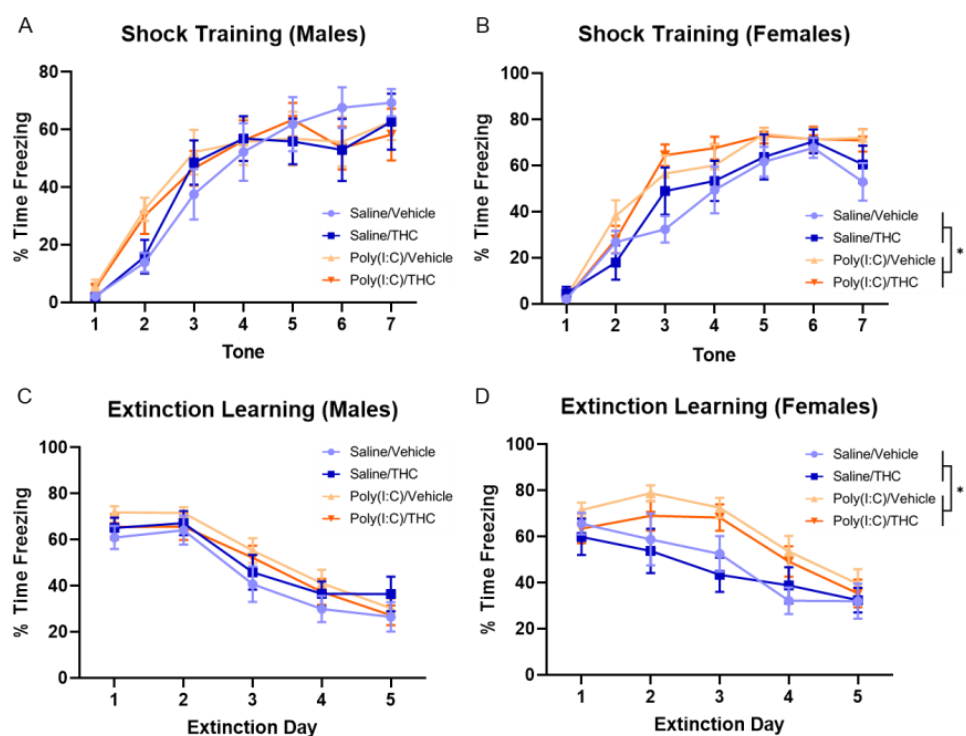 A
Shock Training (Males)
% Time Freezing
80
60
40
20
0
Saline/Vehicle
Saline/THC
Poly(I:C)/Vehicle
Poly(I:C)/THC
1 2 3 4 5 6 7
Tone
B
Shock Training (Females)
% Time Freezing
100
80
60
40
20
0
Saline/Vehicle
Saline/THC
Poly(I:C)/Vehicle
Poly(I:C)/THC
*
1 2 3 4 5 6 7
Tone
C
Extinction Learning (Males)
% Time Freezing
100
80
60
40
20
0
Saline/Vehicle
Saline/THC
Poly(I:C)/Vehicle
Poly(I:C)/THC
1 2 3 4 5
Extinction Day
D
Extinction Learning (Females)
% Time Freezing
100
80
60
40
20
0
Saline/Vehicle
Saline/THC
Poly(I:C)/Vehicle
Poly(I:C)/THC
*
1 2 3 4 5
Extinction Day